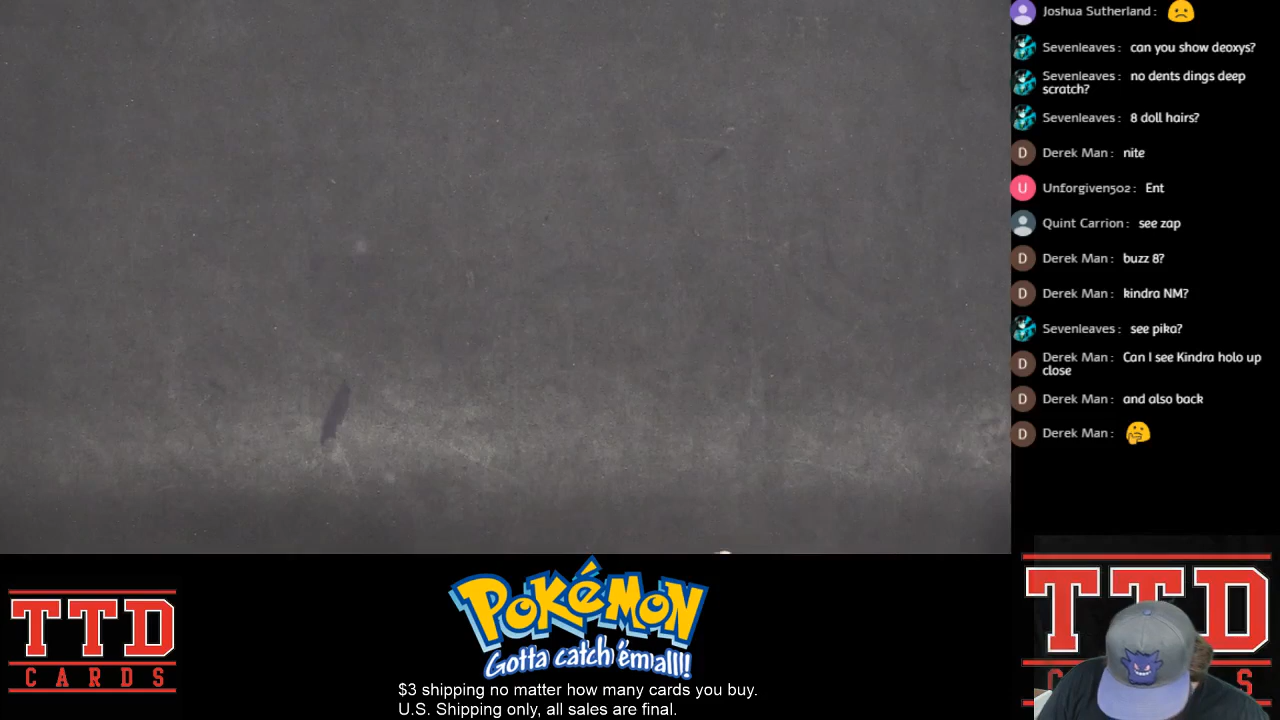 Joshua Sutherland : 🙁
Sevenleaves : can you show deoxys?
Sevenleaves : no dents dings deep
scratch?
Sevenleaves : 8 doll hairs?
D Derek Man : nite
U Unforgiven502 : Ent
Quint Carrion : see zap
D Derek Man : buzz 8?
D Derek Man : kindra NM?
Sevenleaves : see pika?
D Derek Man : Can I see Kindra holo up
close
D Derek Man : and also back
D Derek Man : 🤔
TTD
CARDS
POKéMON
Gotta catch 'em all!!
$3 shipping no matter how many cards you buy.
U.S. Shipping only, all sales are final.
TTD
C S